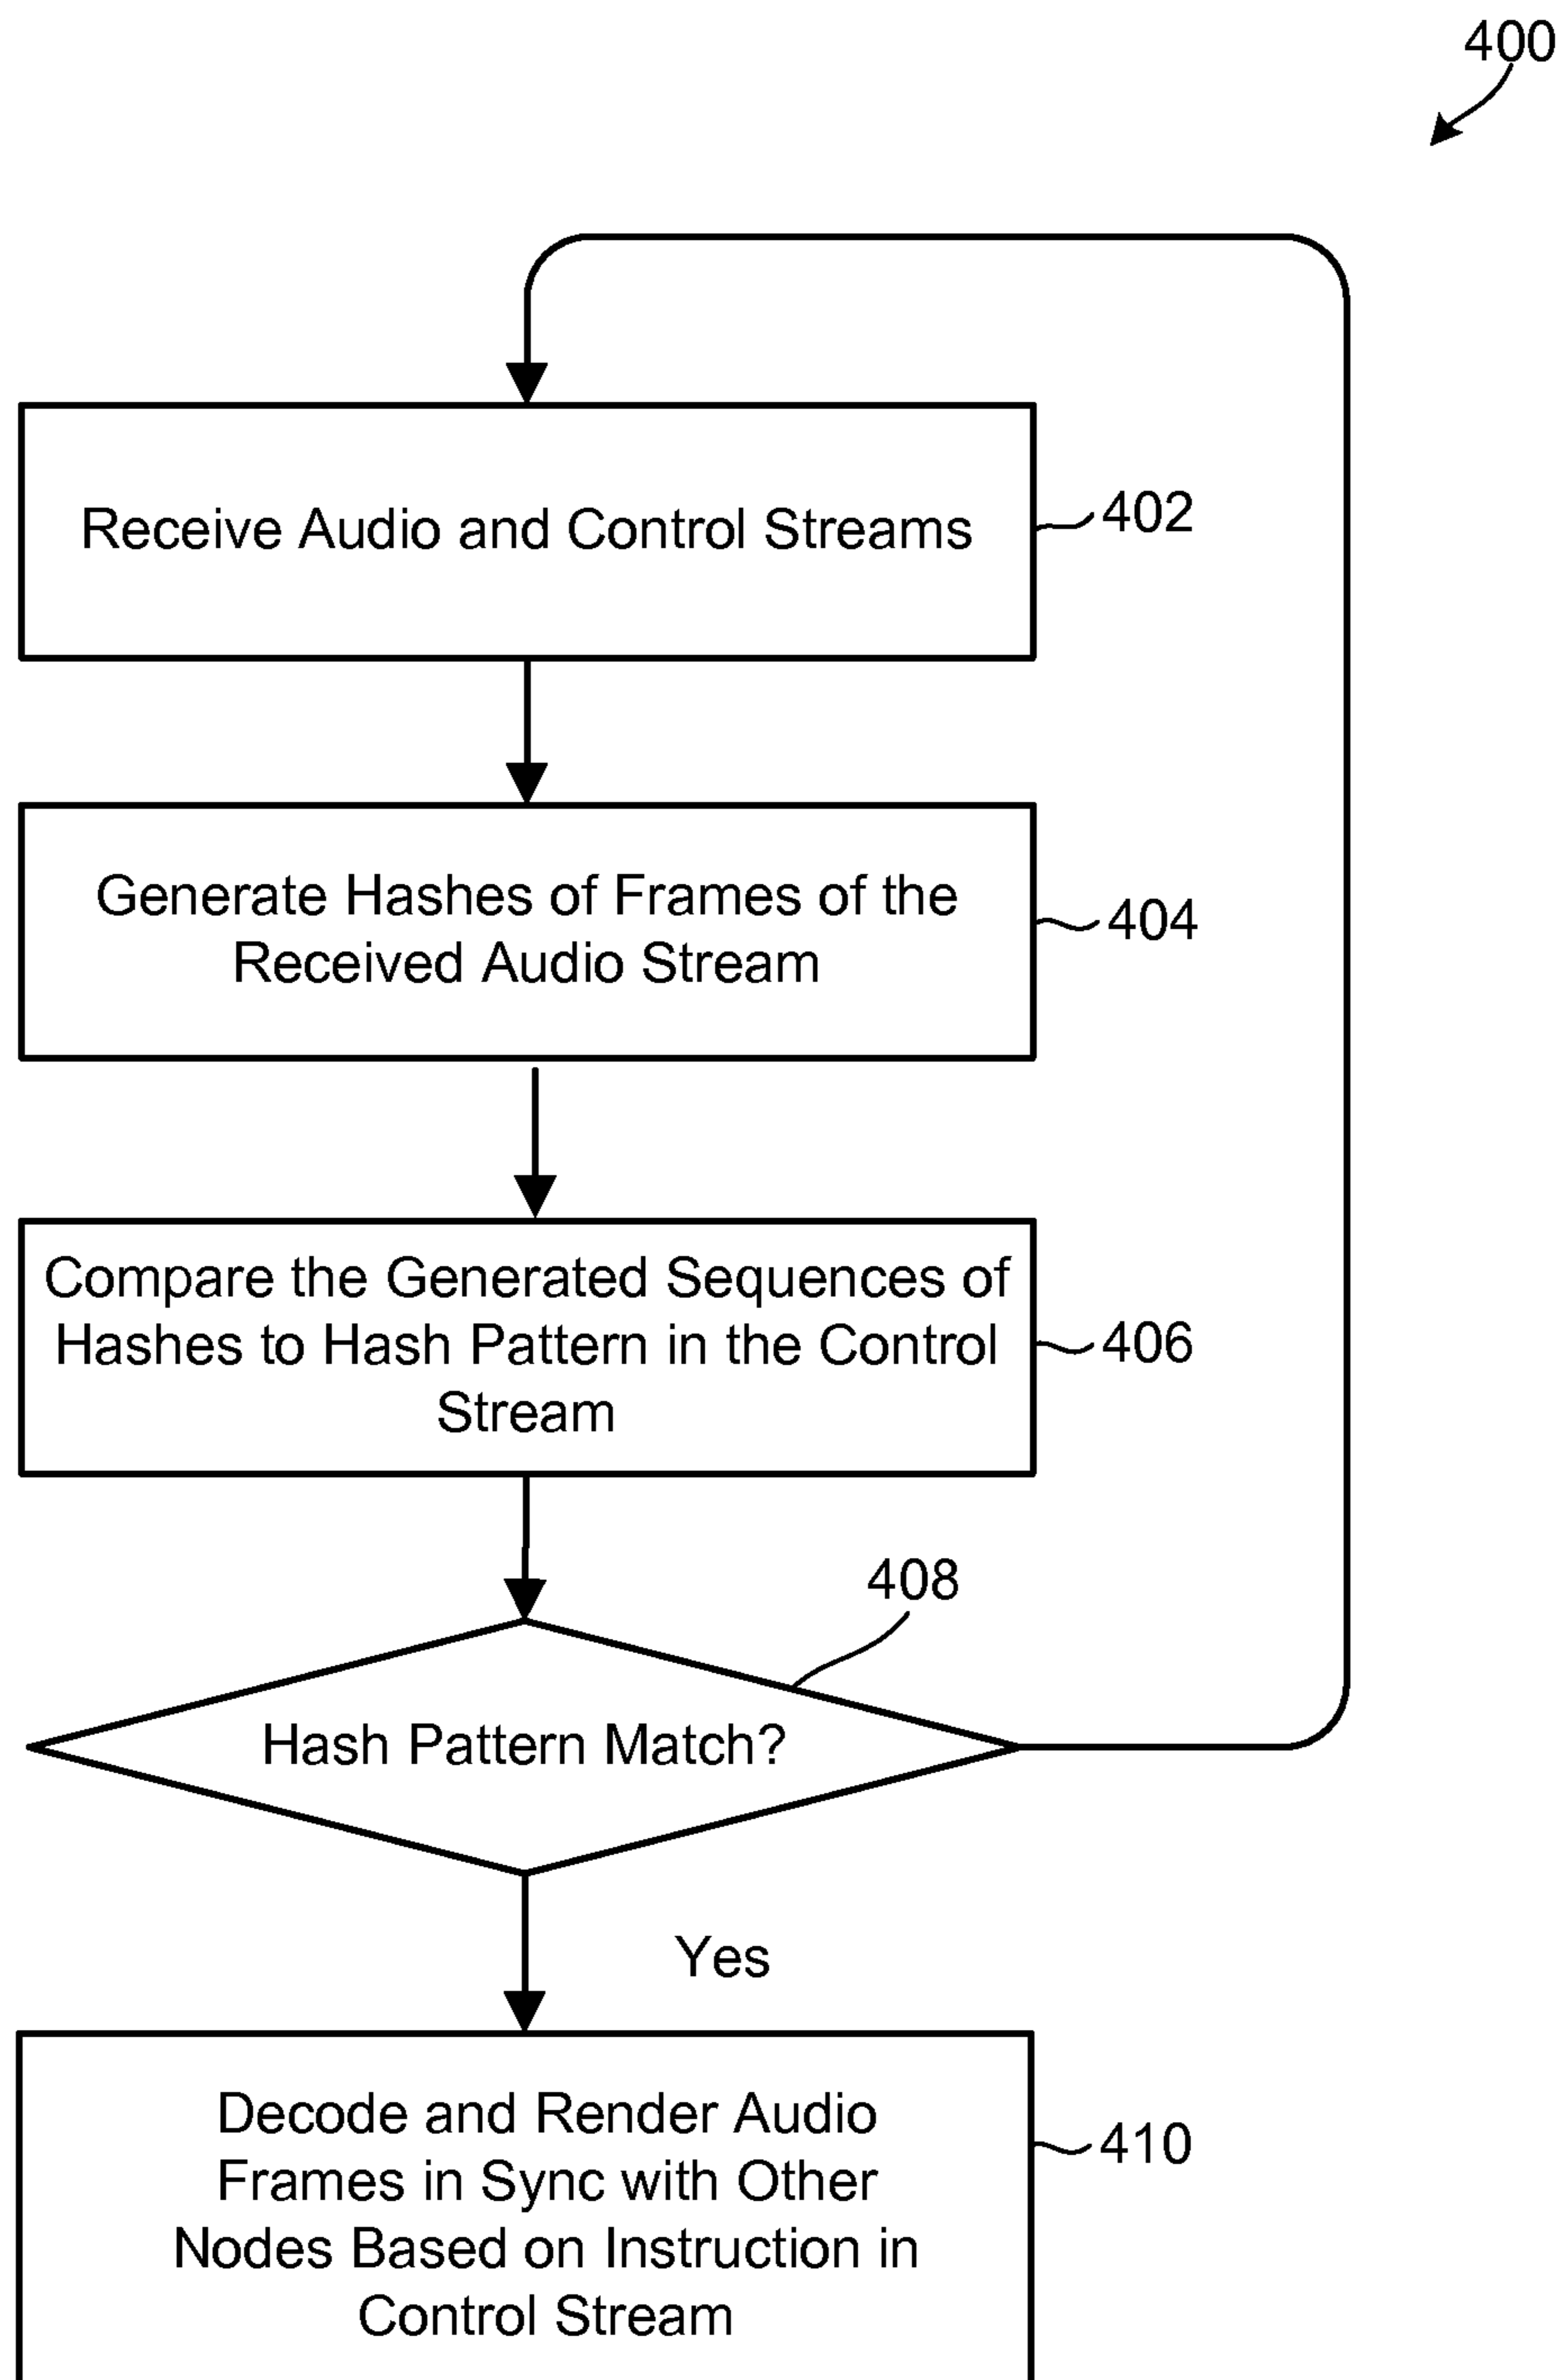 400
Receive Audio and Control Streams
402
Generate Hashes of Frames of the
Received Audio Stream
404
Compare the Generated Sequences of
Hashes to Hash Pattern in the Control
Stream
406
408
Hash Pattern Match?
Yes
Decode and Render Audio
Frames in Sync with Other
Nodes Based on Instruction in
Control Stream
410